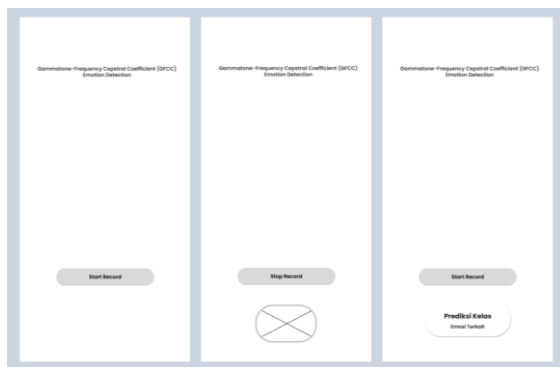 Gammatone-Frequency Cepstral Coefficient (GFCC)
Emotion Detection
Start Record
Gammatone-Frequency Cepstral Coefficient (GFCC)
Emotion Detection
Stop Record
Gammatone-Frequency Cepstral Coefficient (GFCC)
Emotion Detection
Start Record
Prediksi Kelas
Emosi Terkait